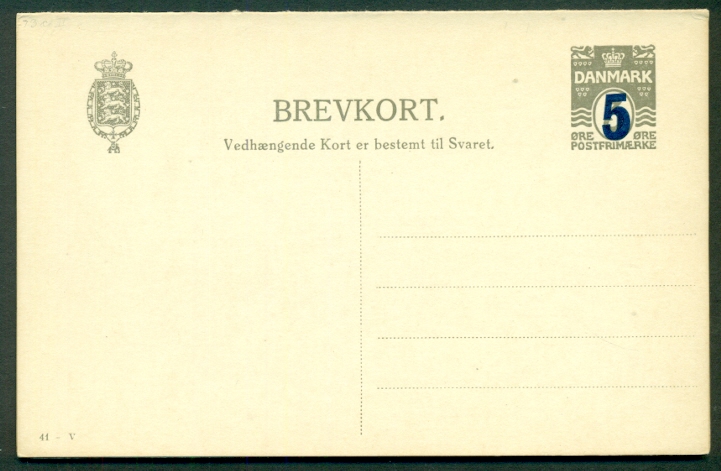 DANMARK
5
ØRE ØRE
POSTFRIMÆRKE
BREVKORT.
Vedhængende Kort er bestemt til Svaret.
41 - V